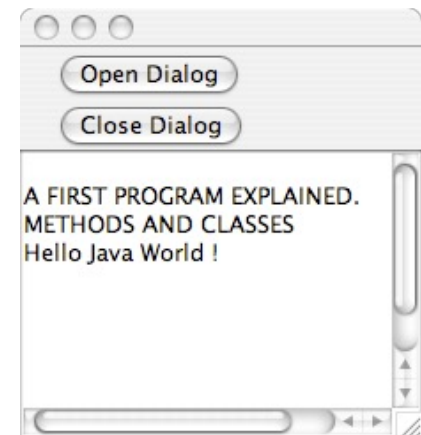 Open Dialog
Close Dialog
A FIRST PROGRAM EXPLAINED.
METHODS AND CLASSES
Hello Java World !